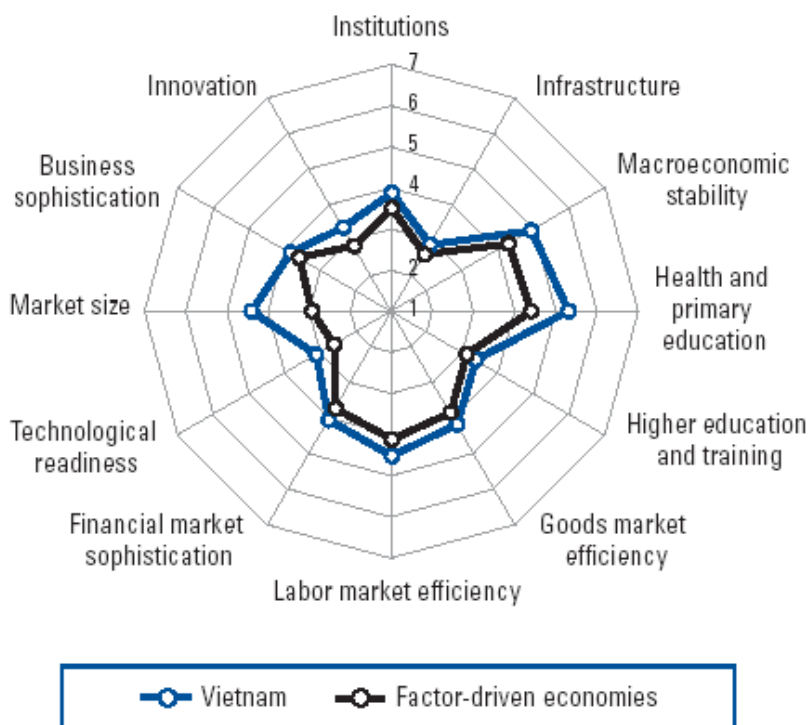 Institutions
7
Innovation
Infrastructure
6
5
Business
sophistication
Macroeconomic
stability
4
2
Market size
1
Health and
primary
education
Technological
readiness
Higher education
and training
Financial market
sophistication
Goods market
efficiency
Labor market efficiency
Vietnam
Factor-driven economies